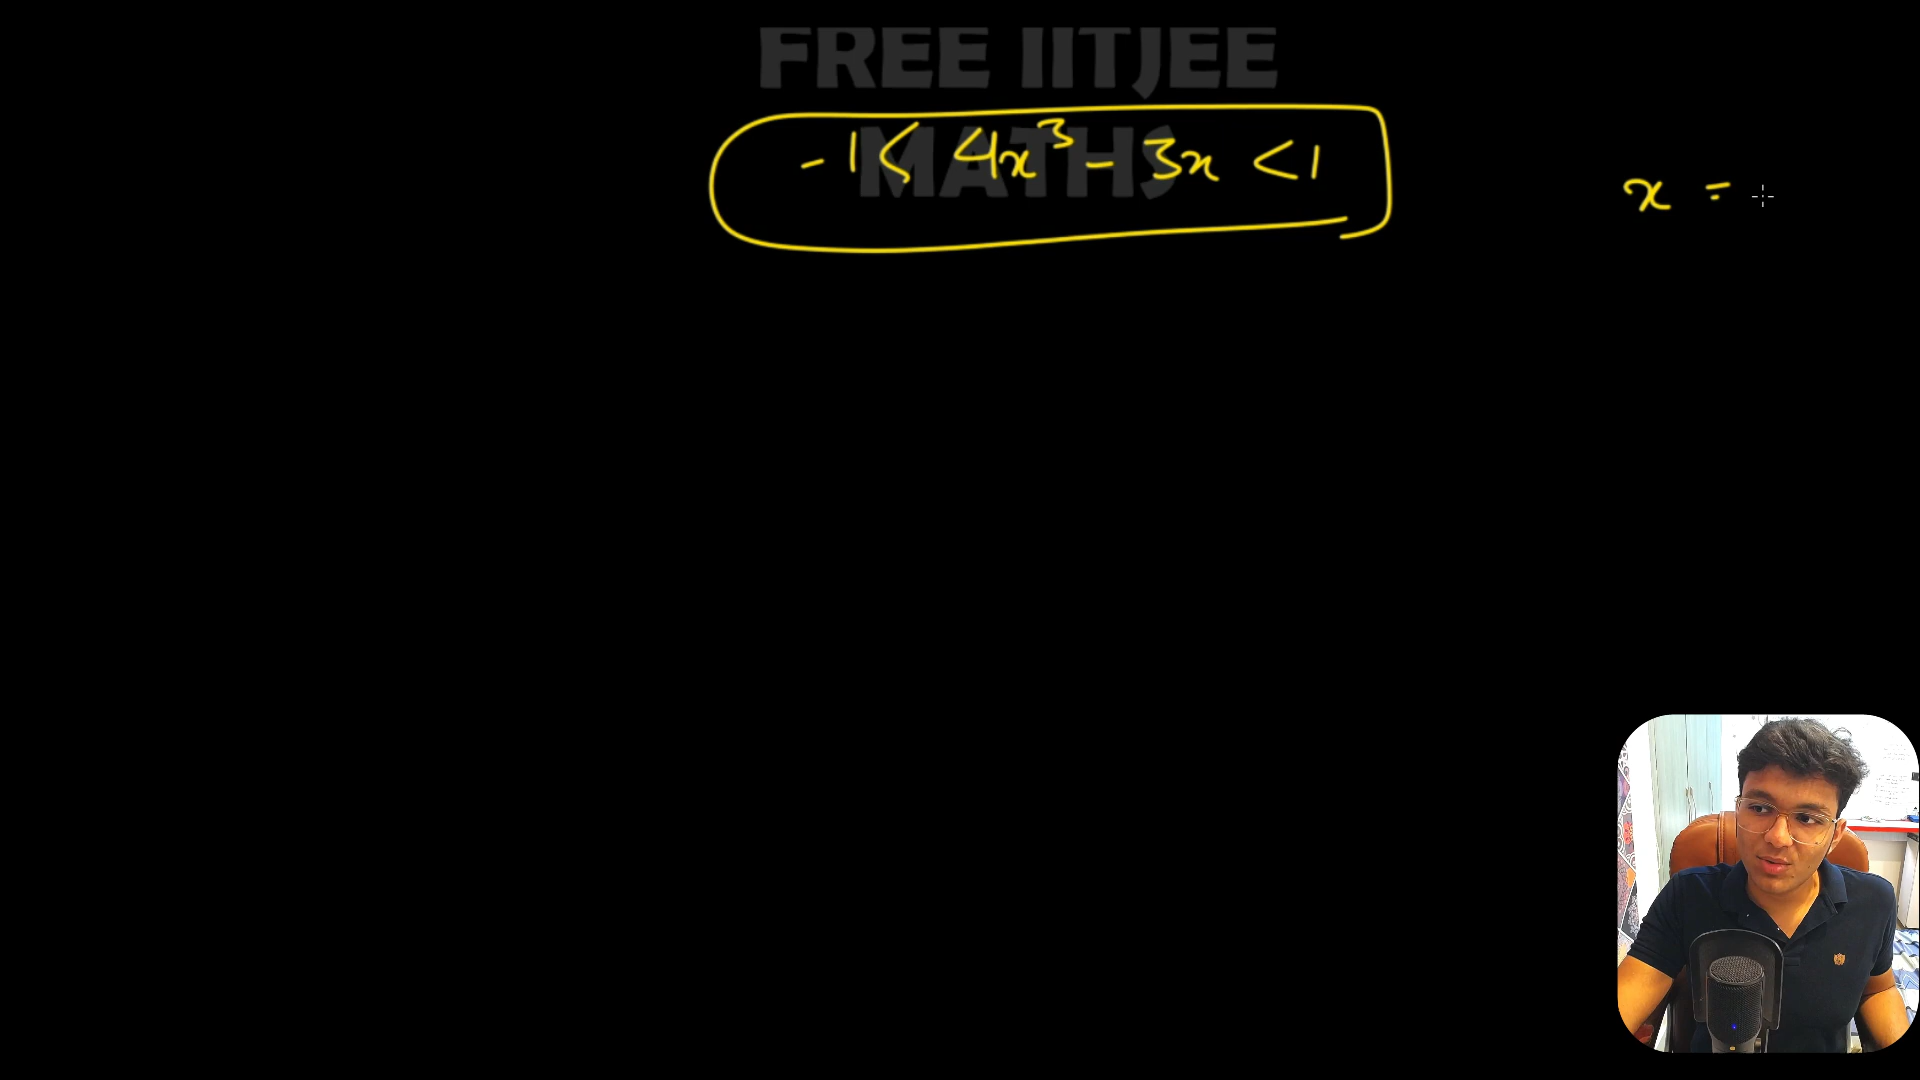 FREE IITJEE
MATHS
-1 < 4x³ - 3x < 1
x =